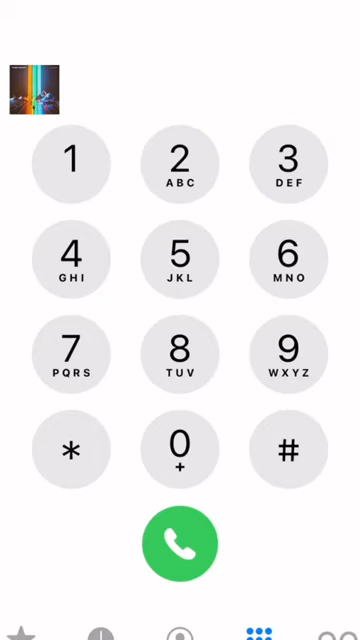 1 2 3
ABC DEF
4 5 6
GHI JKL MNO
7 8 9
PQRS TUV WXYZ
* 0 #
+